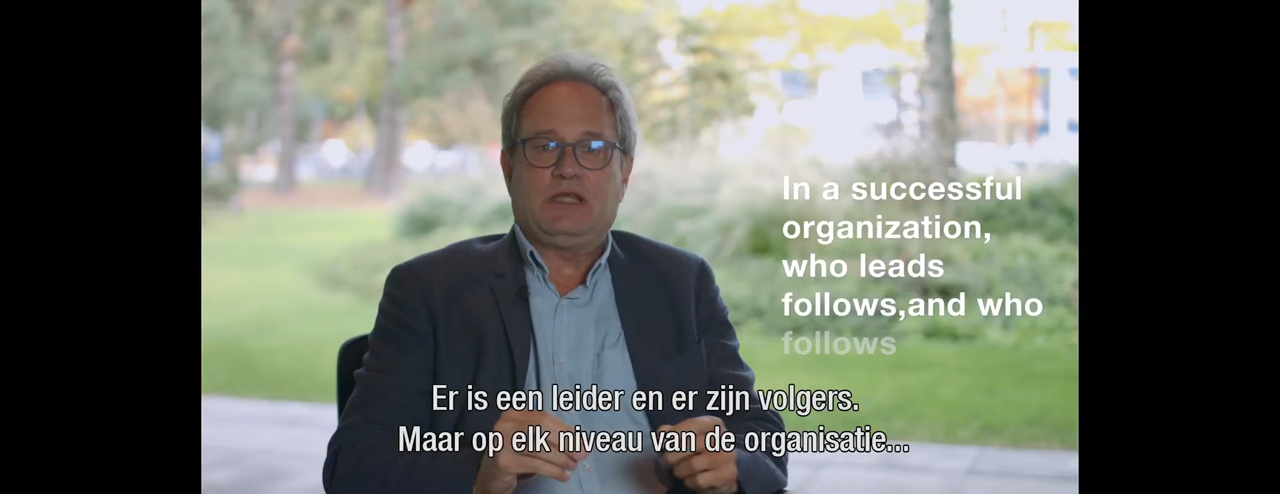 In a successful
organization,
who leads
follows,and who
follows
Er is een leider en er zijn volgers.
Maar op elk niveau van de organisatie...